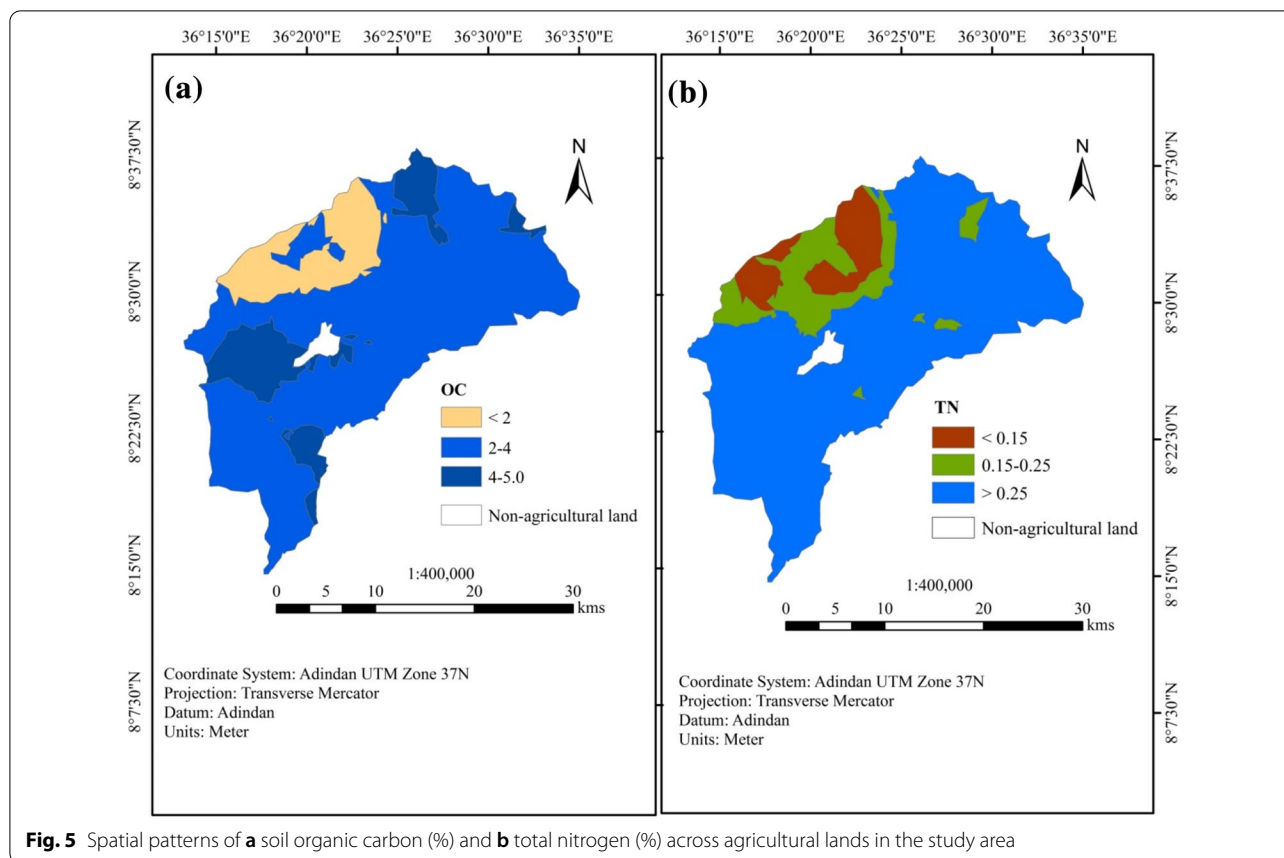 36°15'0"E 36°20'0"E 36°25'0"E 36°30'0"E 36°35'0"E
(a)
N
8°37'30"N
8°30'0"N
8°22'30"N
8°15'0"N
8°7'30"N
OC
< 2
2-4
4-5.0
Non-agricultural land
1:400,000
0 5 10 20 30
kms
Coordinate System: Adindan UTM Zone 37N
Projection: Transverse Mercator
Datum: Adindan
Units: Meter
36°15'0"E 36°20'0"E 36°25'0"E 36°30'0"E 36°35'0"E
(b)
N
8°37'30"N
8°30'0"N
8°22'30"N
8°15'0"N
8°7'30"N
TN
< 0.15
0.15-0.25
> 0.25
Non-agricultural land
1:400,000
0 5 10 20 30
kms
Coordinate System: Adindan UTM Zone 37N
Projection: Transverse Mercator
Datum: Adindan
Units: Meter
Fig. 5 Spatial patterns of a soil organic carbon (%) and b total nitrogen (%) across agricultural lands in the study area